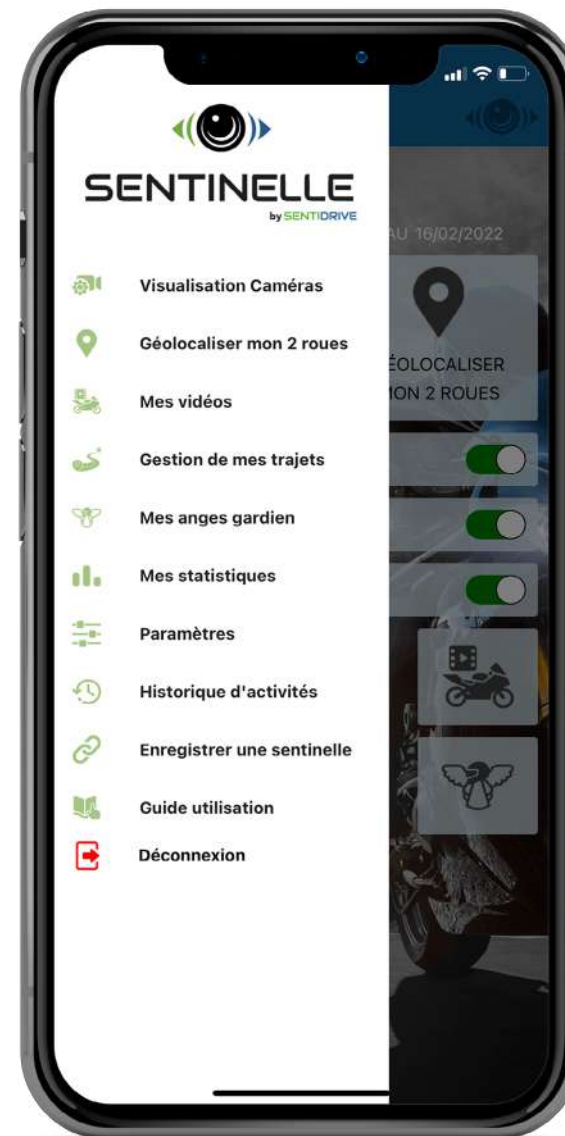 SENTINELLE
by SENTIDRIVE
Visualisation Caméras
Géolocaliser mon 2 roues
Mes vidéos
Gestion de mes trajets
Mes anges gardien
Mes statistiques
Paramètres
Historique d'activités
Enregistrer une sentinelle
Guide utilisation
Déconnexion
AU 16/02/2022
ÉOLOCALISER
ON 2 ROUES